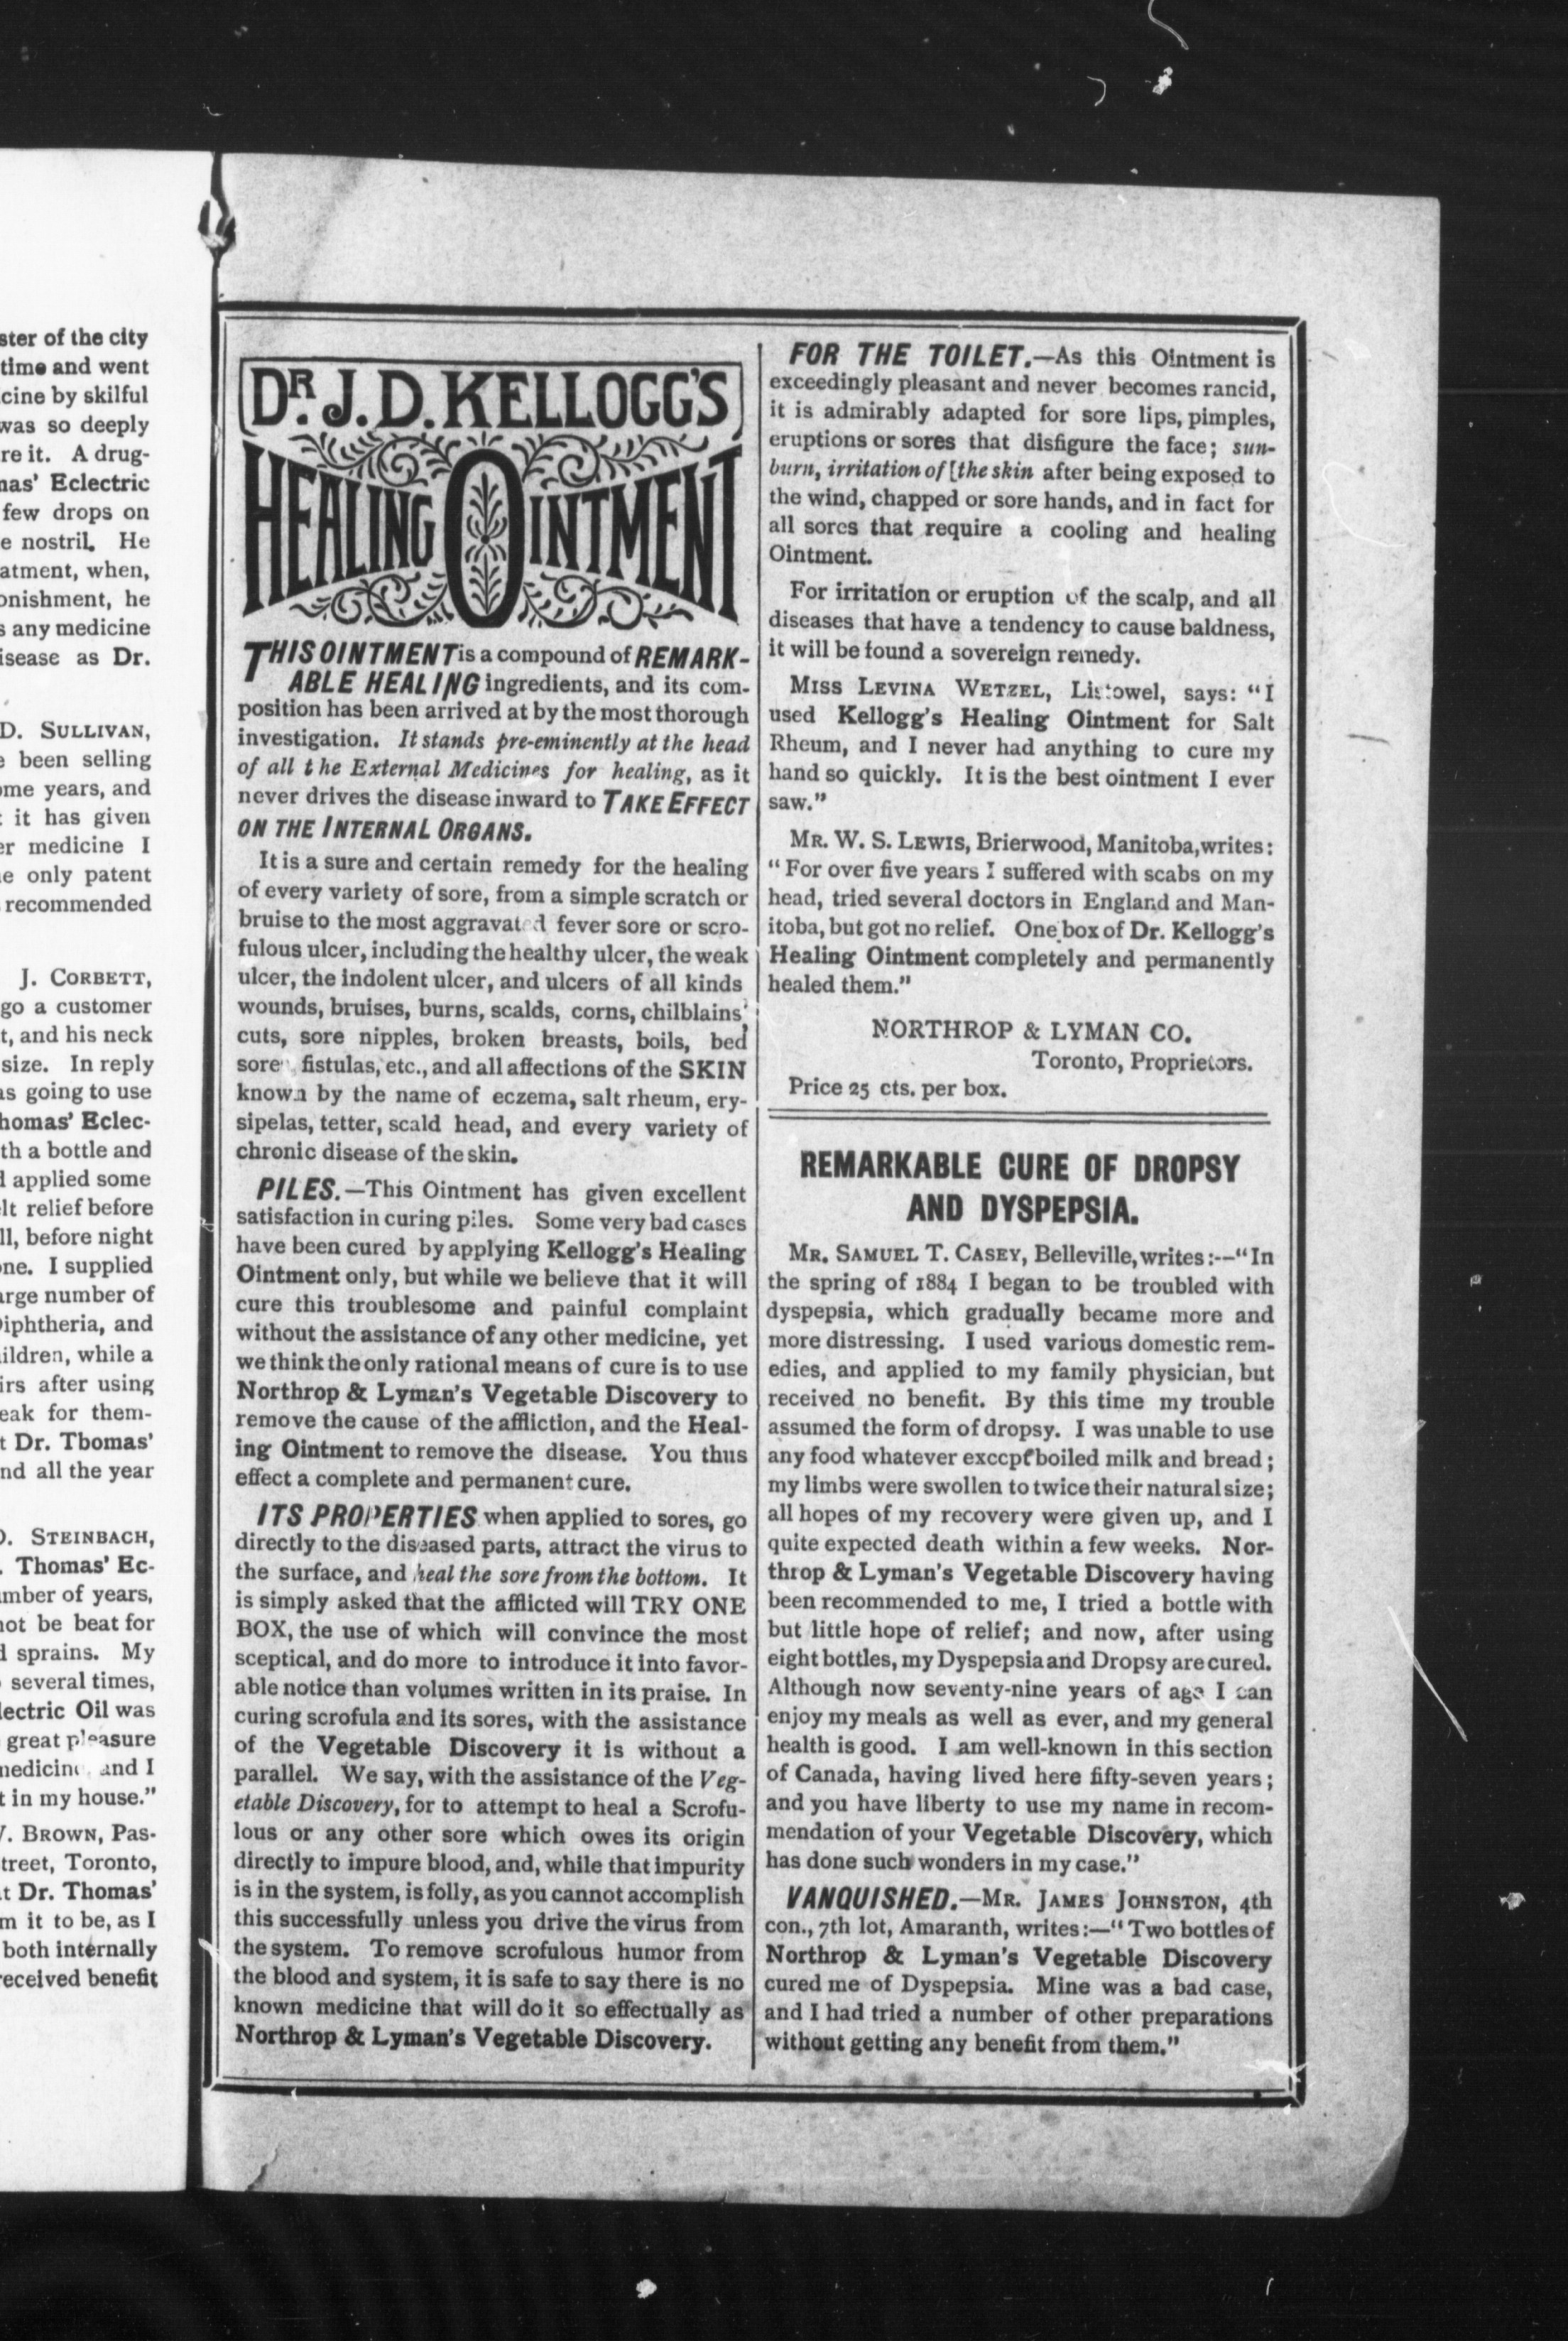 ster of the city
time and went
cine by skilful
was so deeply
re it. A drug-
mas' Eclectric
few drops on
e nostril. He
atment, when,
onishment, he
s any medicine
isease as Dr.
D. SULLIVAN,
e been selling
ome years, and
t it has given
er medicine I
ne only patent
recommended
J. CORBETT,
go a customer
t, and his neck
size. In reply
as going to use
homas' Eclec-
th a bottle and
d applied some
lt relief before
ll, before night
one. I supplied
arge number of
Diphtheria, and
ildren, while a
irs after using
eak for them-
t Dr. Tbomas'
nd all the year
D. STEINBACH,
. Thomas' Ec-
umber of years,
not be beat for
d sprains. My
several times,
lectric Oil was
great pleasure
medicine and I
t in my house."
V. BROWN, Pas-
treet, Toronto,
t Dr. Thomas'
m it to be, as I
both internally
received benefit
DR. J. D. KELLOGG'S
HEALING OINTMENT
THIS OINTMENT is a compound of REMARK-
ABLE HEALING ingredients, and its com-
position has been arrived at by the most thorough
investigation. It stands pre-eminently at the head
of all the External Medicines for healing, as it
never drives the disease inward to TAKE EFFECT
ON THE INTERNAL ORGANS.
It is a sure and certain remedy for the healing
of every variety of sore, from a simple scratch or
bruise to the most aggravated fever sore or scro-
fulous ulcer, including the healthy ulcer, the weak
ulcer, the indolent ulcer, and ulcers of all kinds
wounds, bruises, burns, scalds, corns, chilblains'
cuts, sore nipples, broken breasts, boils, bed
sore, fistulas, etc., and all affections of the SKIN
known by the name of eczema, salt rheum, ery-
sipelas, tetter, scald head, and every variety of
chronic disease of the skin.
PILES.—This Ointment has given excellent
satisfaction in curing piles. Some very bad cases
have been cured by applying Kellogg's Healing
Ointment only, but while we believe that it will
cure this troublesome and painful complaint
without the assistance of any other medicine, yet
we think the only rational means of cure is to use
Northrop & Lyman's Vegetable Discovery to
remove the cause of the affliction, and the Heal-
ing Ointment to remove the disease. You thus
effect a complete and permanent cure.
ITS PROPERTIES when applied to sores, go
directly to the diseased parts, attract the virus to
the surface, and heal the sore from the bottom. It
is simply asked that the afflicted will TRY ONE
BOX, the use of which will convince the most
sceptical, and do more to introduce it into favor-
able notice than volumes written in its praise. In
curing scrofula and its sores, with the assistance
of the Vegetable Discovery it is without a
parallel. We say, with the assistance of the Veg-
etable Discovery, for to attempt to heal a Scrofu-
lous or any other sore which owes its origin
directly to impure blood, and, while that impurity
is in the system, is folly, as you cannot accomplish
this successfully unless you drive the virus from
the system. To remove scrofulous humor from
the blood and system, it is safe to say there is no
known medicine that will do it so effectually as
Northrop & Lyman's Vegetable Discovery.
FOR THE TOILET.—As this Ointment is
exceedingly pleasant and never becomes rancid,
it is admirably adapted for sore lips, pimples,
eruptions or sores that disfigure the face; sun-
burn, irritation of [the skin after being exposed to
the wind, chapped or sore hands, and in fact for
all sores that require a cooling and healing
Ointment.
For irritation or eruption of the scalp, and all
diseases that have a tendency to cause baldness,
it will be found a sovereign remedy.
MISS LEVINA WETZEL, Listowel, says: "I
used Kellogg's Healing Ointment for Salt
Rheum, and I never had anything to cure my
hand so quickly. It is the best ointment I ever
saw."
MR. W. S. LEWIS, Brierwood, Manitoba, writes:
"For over five years I suffered with scabs on my
head, tried several doctors in England and Man-
itoba, but got no relief. One box of Dr. Kellogg's
Healing Ointment completely and permanently
healed them."
NORTHROP & LYMAN CO.
Toronto, Proprietors.
Price 25 cts. per box.
REMARKABLE CURE OF DROPSY
AND DYSPEPSIA.
MR. SAMUEL T. CASEY, Belleville, writes:--"In
the spring of 1884 I began to be troubled with
dyspepsia, which gradually became more and
more distressing. I used various domestic rem-
edies, and applied to my family physician, but
received no benefit. By this time my trouble
assumed the form of dropsy. I was unable to use
any food whatever except boiled milk and bread;
my limbs were swollen to twice their natural size;
all hopes of my recovery were given up, and I
quite expected death within a few weeks. Nor-
throp & Lyman's Vegetable Discovery having
been recommended to me, I tried a bottle with
but little hope of relief; and now, after using
eight bottles, my Dyspepsia and Dropsy are cured.
Although now seventy-nine years of age I can
enjoy my meals as well as ever, and my general
health is good. I am well-known in this section
of Canada, having lived here fifty-seven years;
and you have liberty to use my name in recom-
mendation of your Vegetable Discovery, which
has done such wonders in my case."
VANQUISHED.—MR. JAMES JOHNSTON, 4th
con., 7th lot, Amaranth, writes:—"Two bottles of
Northrop & Lyman's Vegetable Discovery
cured me of Dyspepsia. Mine was a bad case,
and I had tried a number of other preparations
without getting any benefit from them."